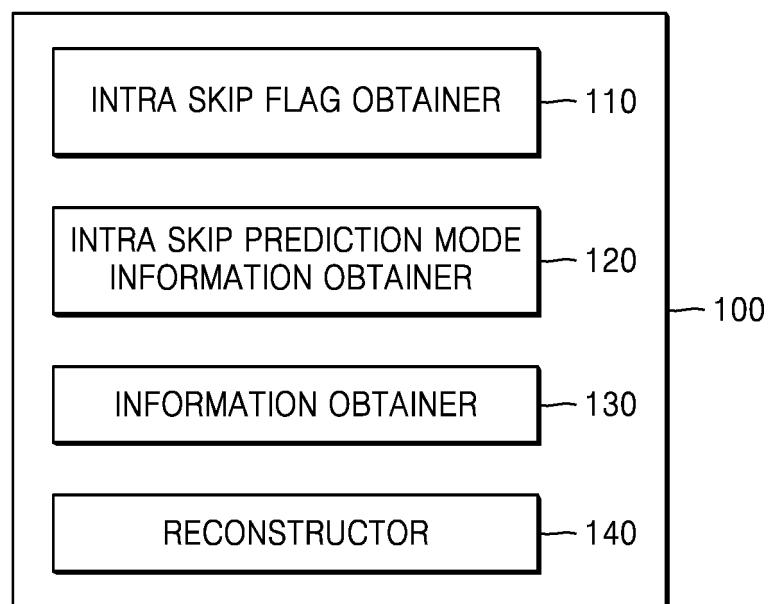 INTRA SKIP FLAG OBTAINER
110
INTRA SKIP PREDICTION MODE
INFORMATION OBTAINER
120
100
INFORMATION OBTAINER
130
RECONSTRUCTOR
140